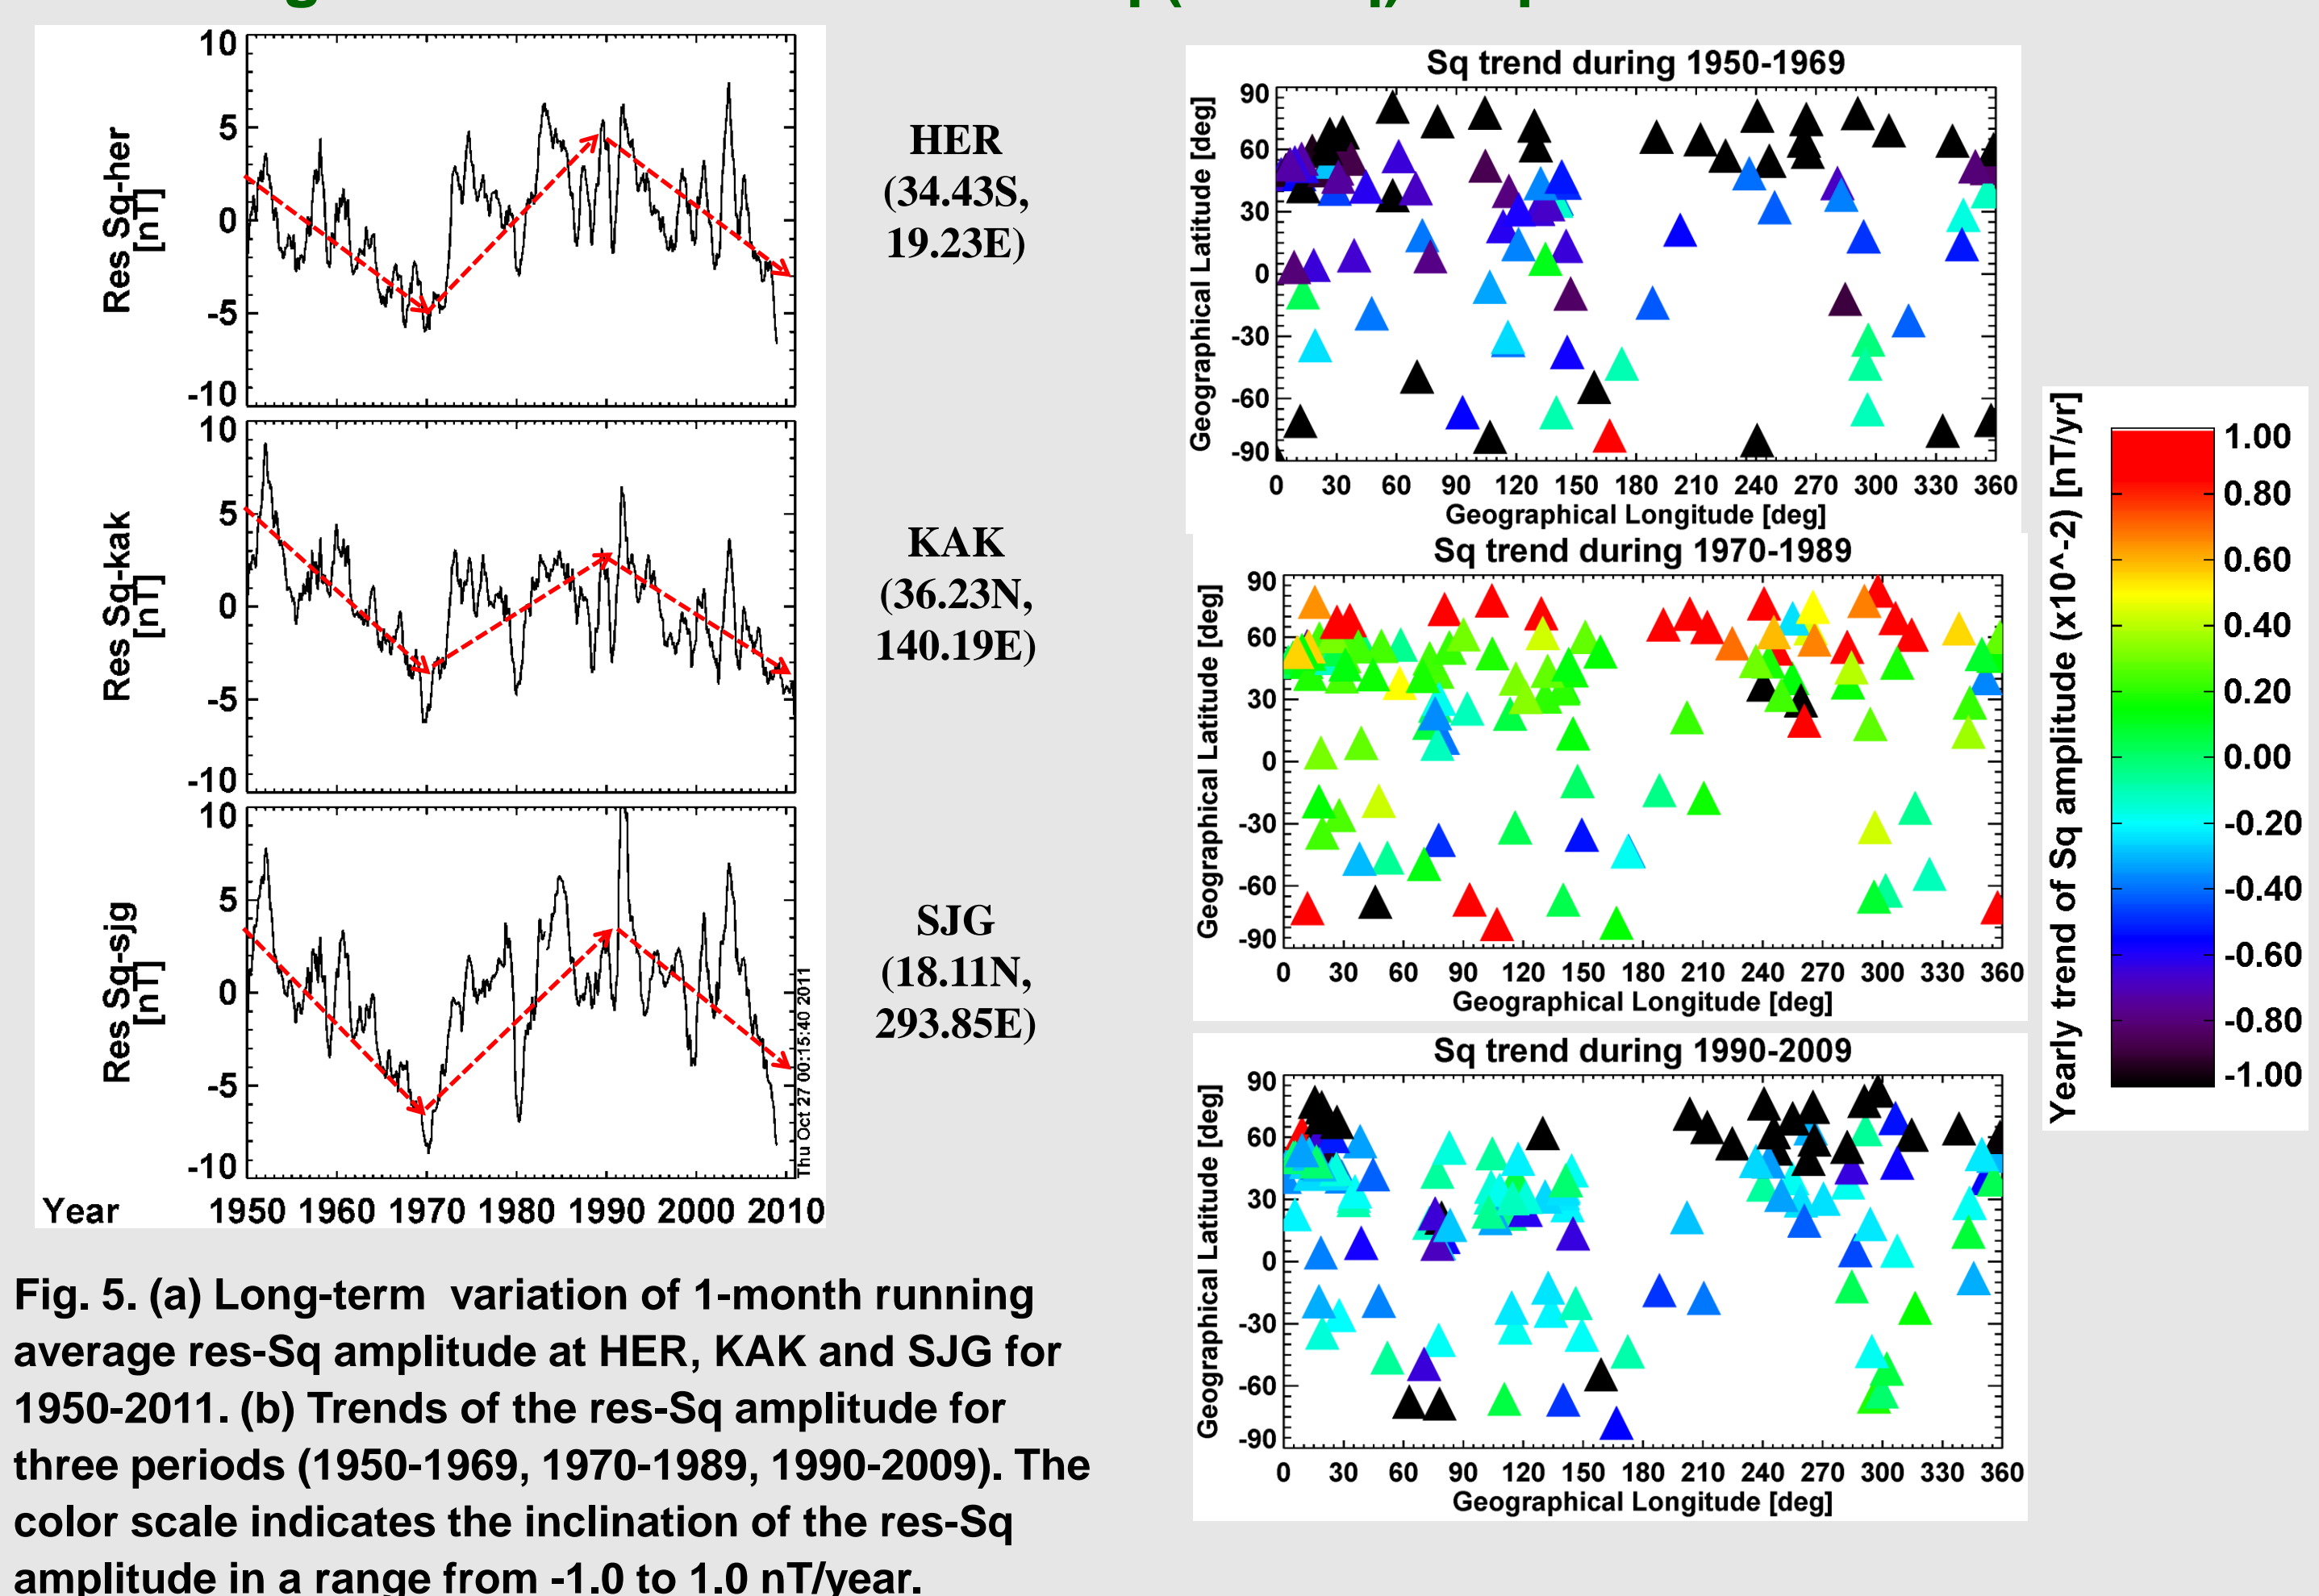 10
5
0
-5
-10
Res Sq-her
[nT]
HER
(34.43S,
19.23E)
10
5
0
-5
-10
Res Sq-kak
[nT]
KAK
(36.23N,
140.19E)
10
5
0
-5
-10
Res Sq-sjg
[nT]
SJG
(18.11N,
293.85E)
Thu Oct 27 00:15:40 2011
Year 1950 1960 1970 1980 1990 2000 2010
Fig. 5. (a) Long-term variation of 1-month running
average res-Sq amplitude at HER, KAK and SJG for
1950-2011. (b) Trends of the res-Sq amplitude for
three periods (1950-1969, 1970-1989, 1990-2009). The
color scale indicates the inclination of the res-Sq
amplitude in a range from -1.0 to 1.0 nT/year.
Sq trend during 1950-1969
Geographical Latitude [deg]
90
60
30
0
-30
-60
-90
0 30 60 90 120 150 180 210 240 270 300 330 360
Geographical Longitude [deg]
Sq trend during 1970-1989
Geographical Latitude [deg]
90
60
30
0
-30
-60
-90
0 30 60 90 120 150 180 210 240 270 300 330 360
Geographical Longitude [deg]
Sq trend during 1990-2009
Geographical Latitude [deg]
90
60
30
0
-30
-60
-90
0 30 60 90 120 150 180 210 240 270 300 330 360
Geographical Longitude [deg]
Yearly trend of Sq amplitude (x10^-2) [nT/yr]
1.00
0.80
0.60
0.40
0.20
0.00
-0.20
-0.40
-0.60
-0.80
-1.00